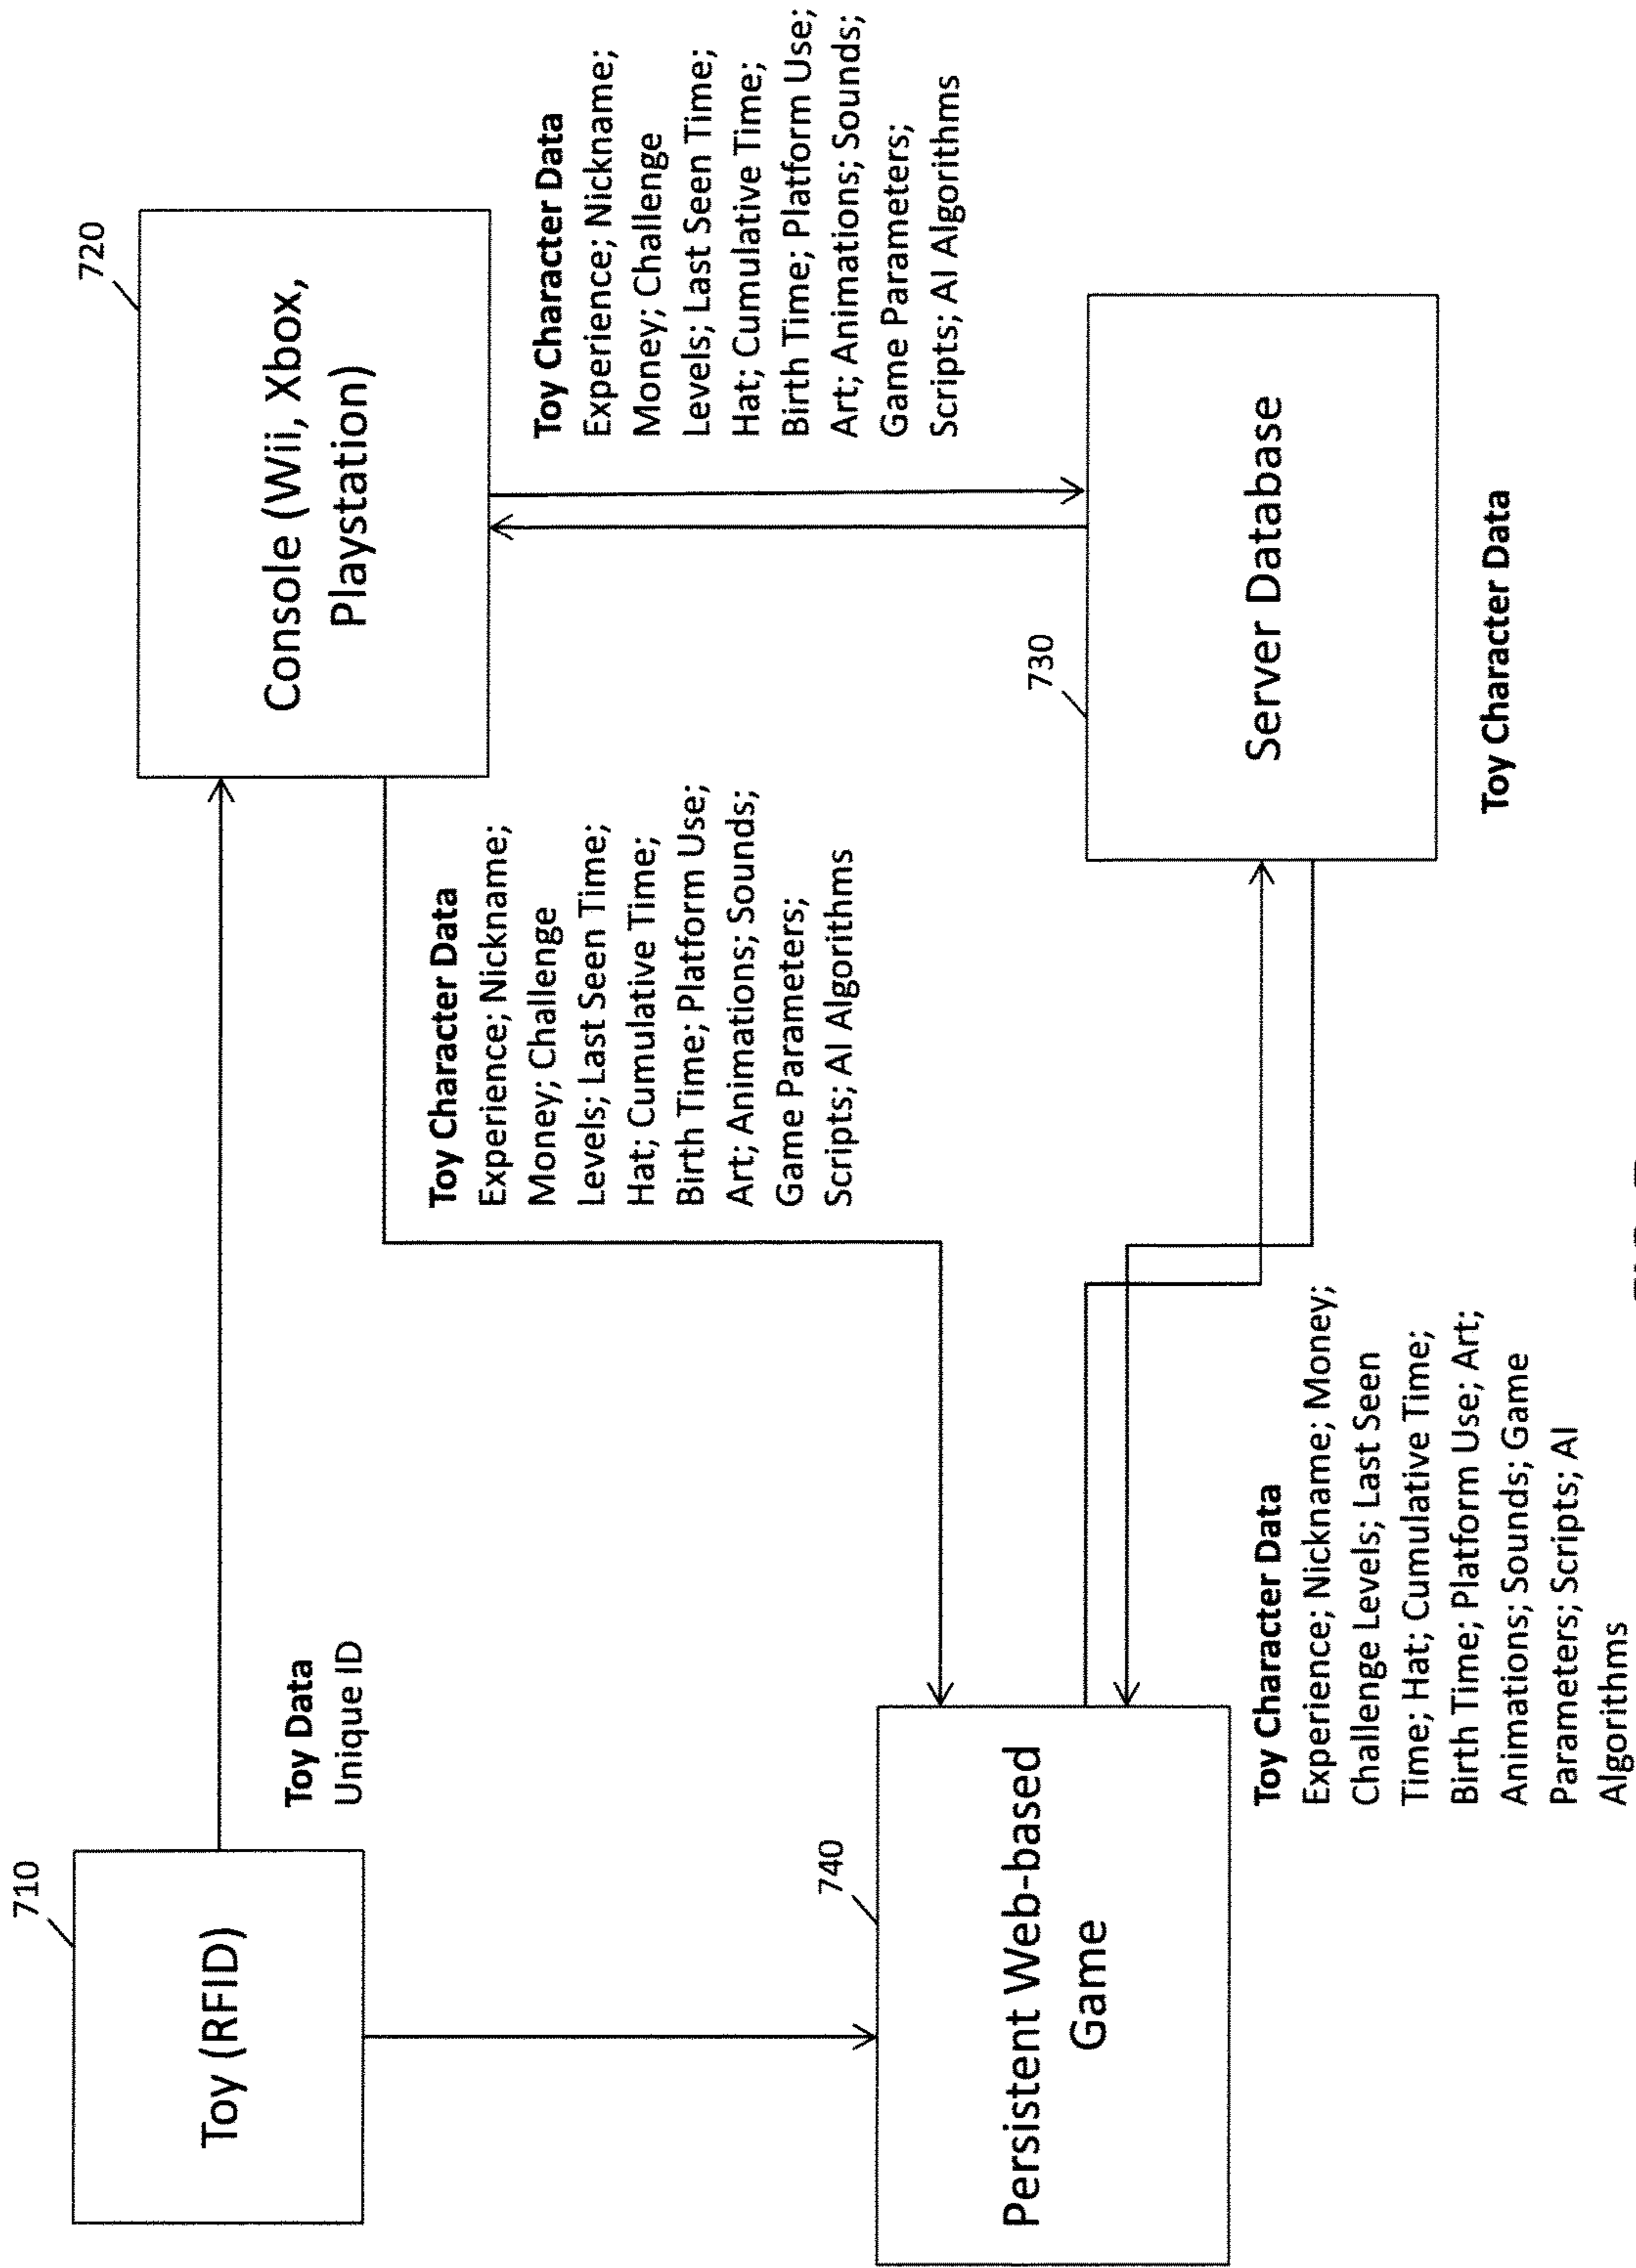 710
Toy (RFID)
Toy Data
Unique ID
720
Console (Wii, Xbox,
Playstation)
Toy Character Data
Experience; Nickname;
Money; Challenge
Levels; Last Seen Time;
Hat; Cumulative Time;
Birth Time; Platform Use;
Art; Animations; Sounds;
Game Parameters;
Scripts; AI Algorithms
Toy Character Data
Experience; Nickname;
Money; Challenge
Levels; Last Seen Time;
Hat; Cumulative Time;
Birth Time; Platform Use;
Art; Animations; Sounds;
Game Parameters;
Scripts; AI Algorithms
740
Persistent Web-based
Game
Toy Character Data
Experience; Nickname; Money;
Challenge Levels; Last Seen
Time; Hat; Cumulative Time;
Birth Time; Platform Use; Art;
Animations; Sounds; Game
Parameters; Scripts; AI
Algorithms
730
Server Database
Toy Character Data